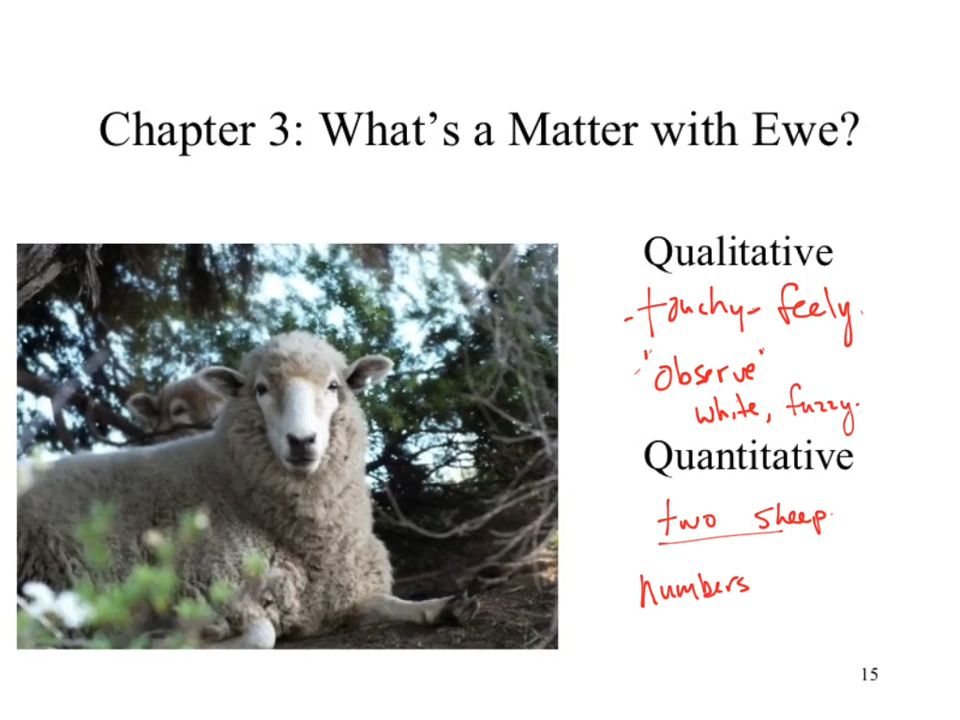 Chapter 3: What's a Matter with Ewe?
Qualitative
- touchy-feely.
- "observe"
white, fuzzy.
Quantitative
two sheep.
numbers
15